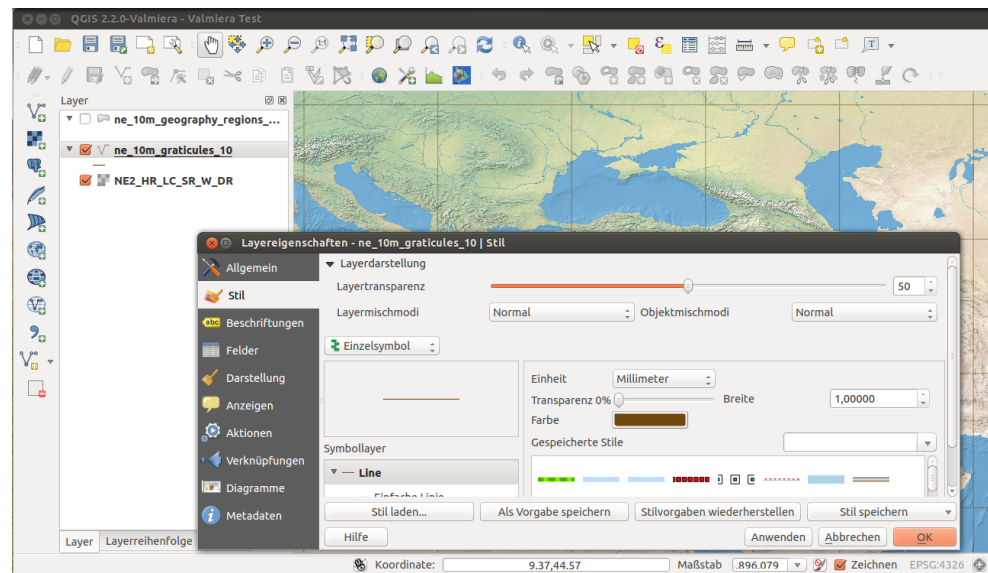 QGIS 2.2.0-Valmiera - Valmiera Test
Layer
ne_10m_geography_regions_...
ne_10m_graticules_10
NE2_HR_LC_SR_W_DR
Layereigenschaften - ne_10m_graticules_10 | Stil
Allgemein
Stil
abc Beschriftungen
Felder
Darstellung
Anzeigen
Aktionen
Verknüpfungen
Diagramme
Metadaten
Layerdarstellung
Layertransparenz 50
Layermischmodi Normal Objektmischmodi Normal
Einzelsymbol
Einheit Millimeter
Transparenz 0% Breite 1,00000
Farbe
Gespeicherte Stile
Symbollayer
Line
Einfache Linie
Stil laden... Als Vorgabe speichern Stilvorgaben wiederherstellen Stil speichern
Hilfe Anwenden Abbrechen OK
Layer Layerreihenfolge
Koordinate: 9.37,44.57 Maßstab .896.079 Zeichnen EPSG:4326